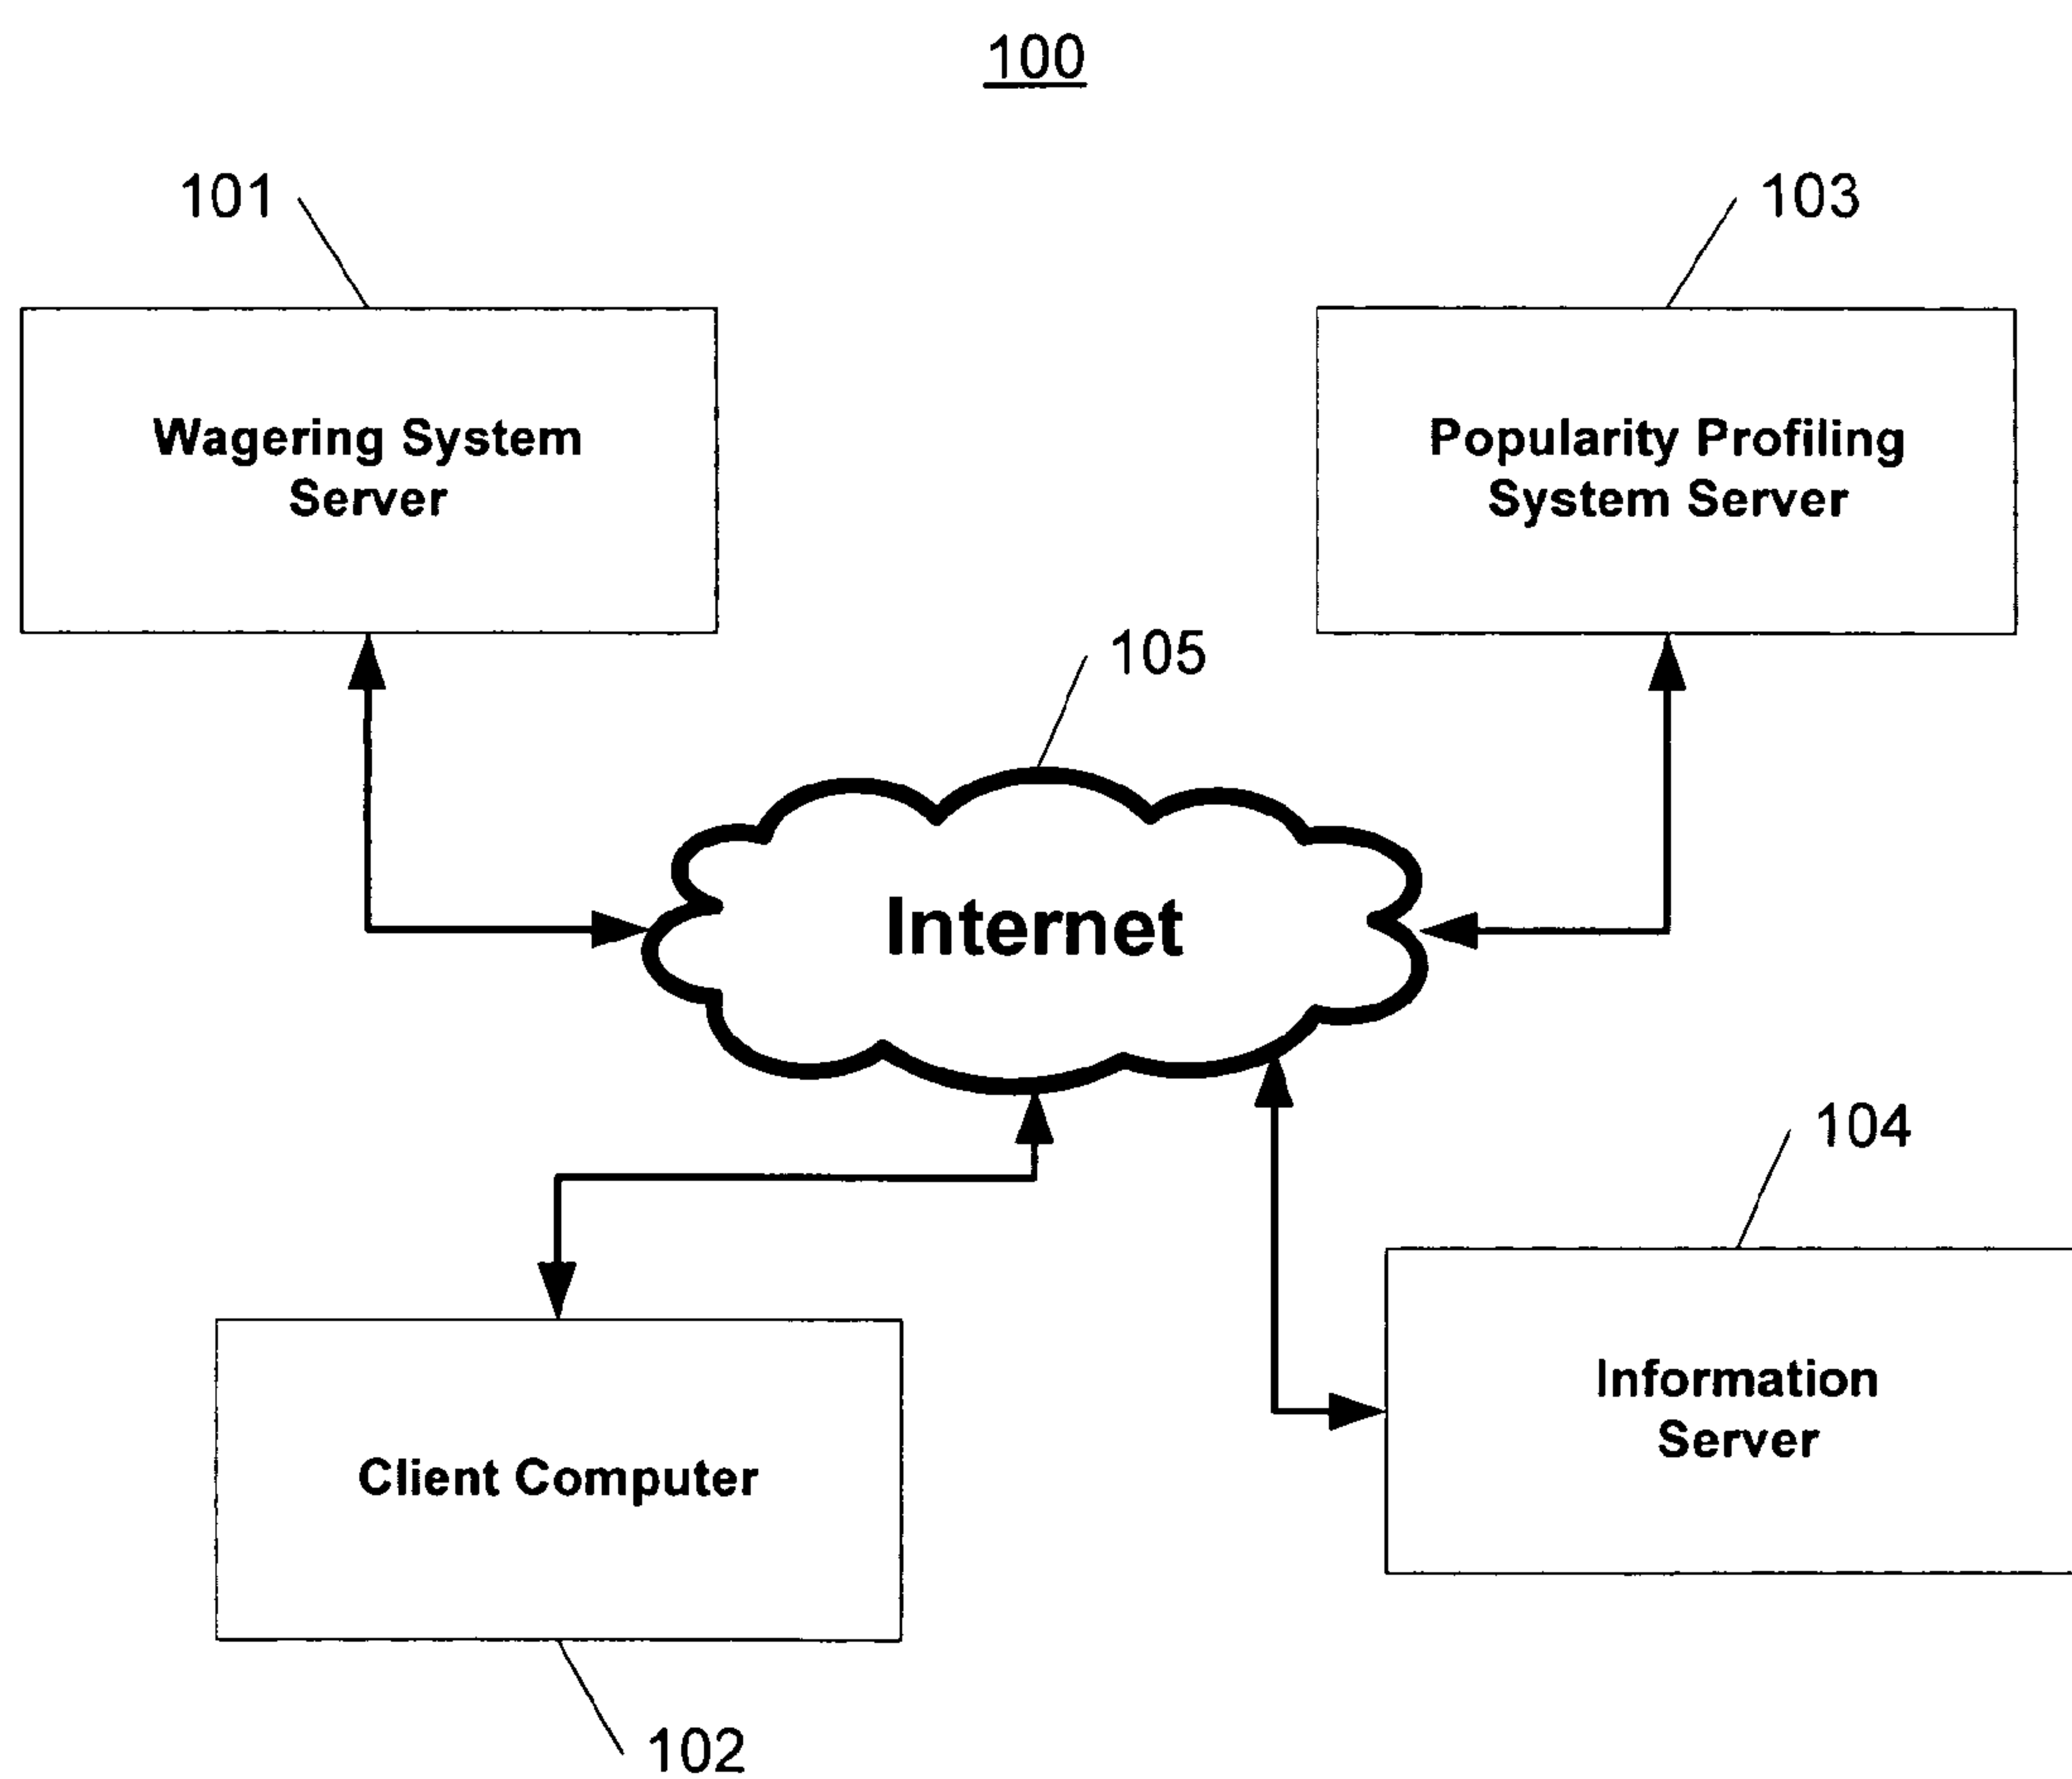 100
101
103
Wagering System
Server
Popularity Profiling
System Server
105
Internet
104
Information
Server
Client Computer
102